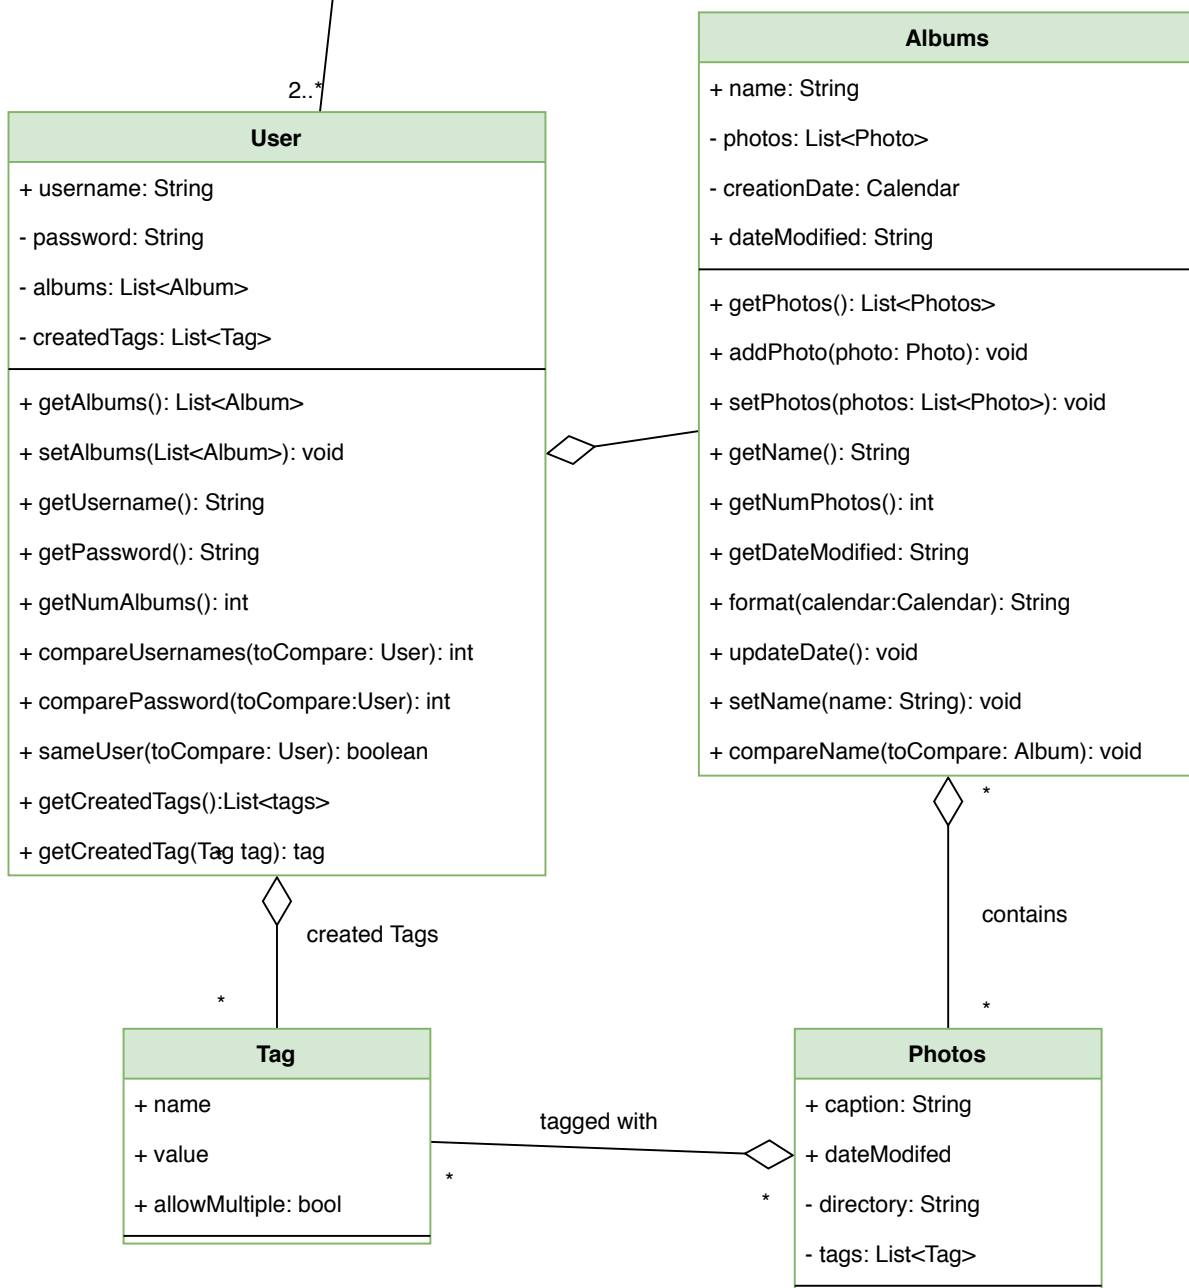 2..*
User
+ username: String
- password: String
- albums: List<Album>
- createdTags: List<Tag>
+ getAlbums(): List<Album>
+ setAlbums(List<Album>): void
+ getUsername(): String
+ getPassword(): String
+ getNumAlbums(): int
+ compareUsernames(toCompare: User): int
+ comparePassword(toCompare:User): int
+ sameUser(toCompare: User): boolean
+ getCreatedTags():List<tags>
+ getCreatedTag(Tag tag): tag
*
Albums
+ name: String
- photos: List<Photo>
- creationDate: Calendar
+ dateModified: String
+ getPhotos(): List<Photos>
+ addPhoto(photo: Photo): void
+ setPhotos(photos: List<Photo>): void
+ getName(): String
+ getNumPhotos(): int
+ getDateModified: String
+ format(calendar:Calendar): String
+ updateDate(): void
+ setName(name: String): void
+ compareName(toCompare: Album): void
*
contains
*
created Tags
*
Tag
+ name
+ value
+ allowMultiple: bool
tagged with
*
*
Photos
+ caption: String
+ dateModifed
- directory: String
- tags: List<Tag>